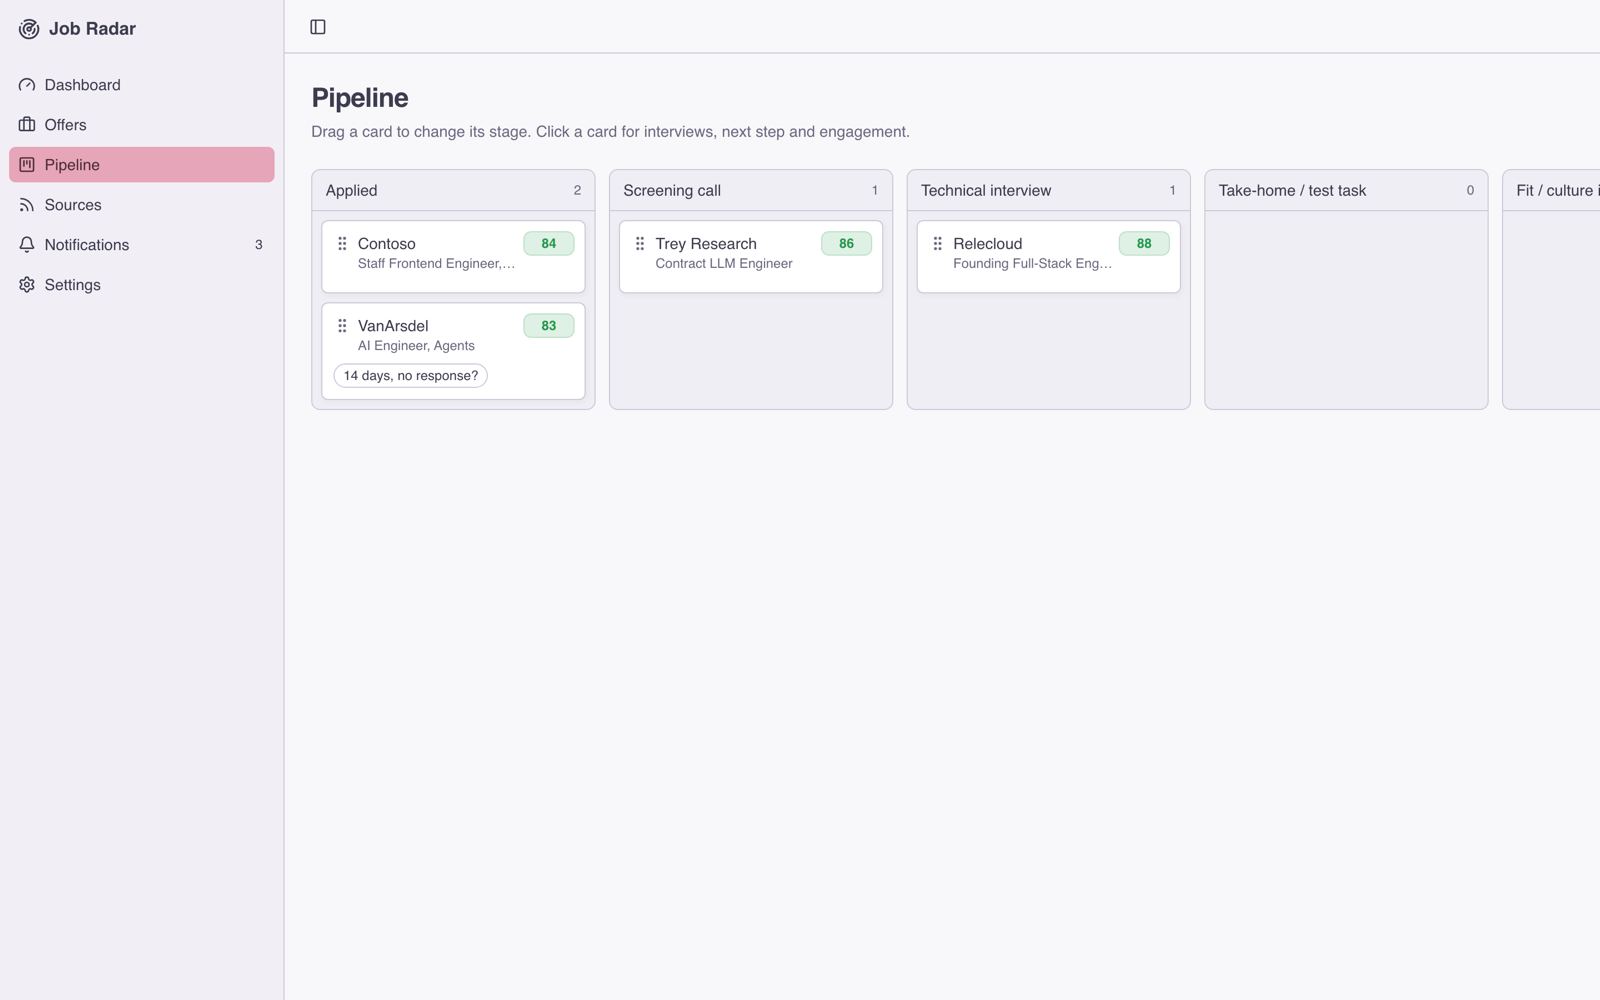 Job Radar
Dashboard
Offers
Pipeline
Sources
Notifications 3
Settings
Pipeline
Drag a card to change its stage. Click a card for interviews, next step and engagement.
Applied 2
Contoso 84
Staff Frontend Engineer,...
VanArsdel 83
AI Engineer, Agents
14 days, no response?
Screening call 1
Trey Research 86
Contract LLM Engineer
Technical interview 1
Relecloud 88
Founding Full-Stack Eng...
Take-home / test task 0
Fit / culture